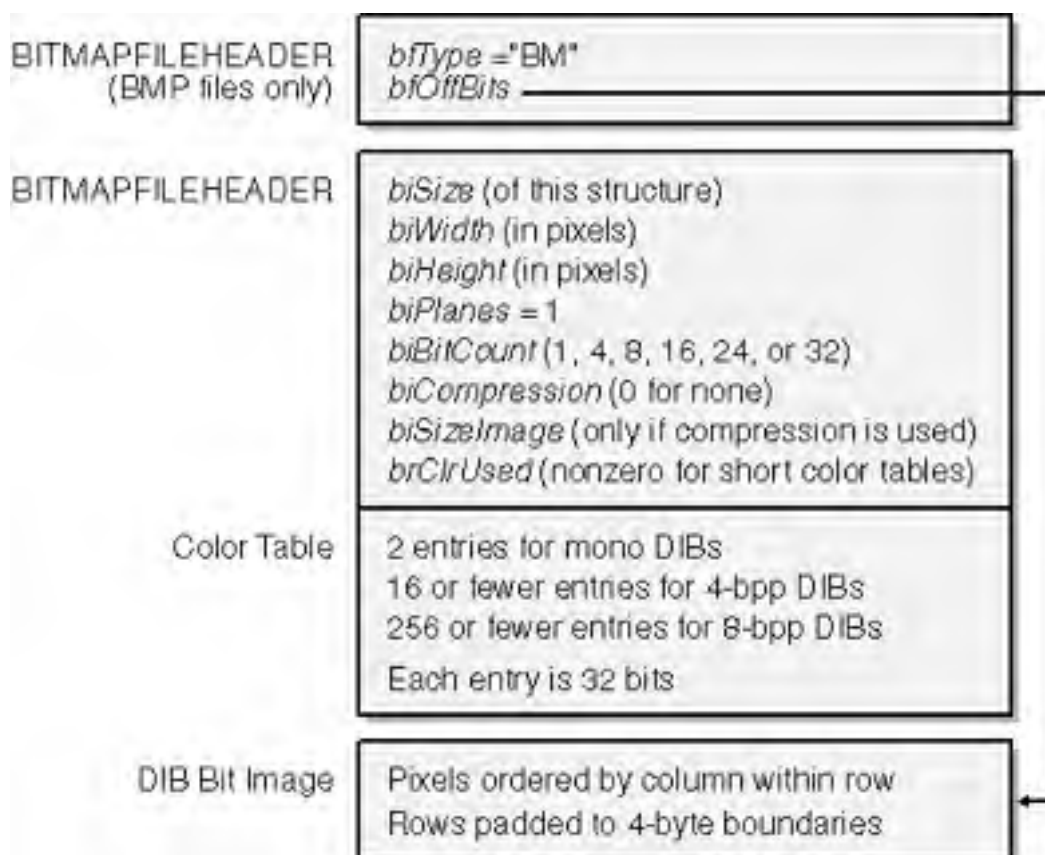 BITMAPFILEHEADER
(BMP files only)
bfType ="BM"
bfOffBits
BITMAPFILEHEADER
biSize (of this structure)
biWidth (in pixels)
biHeight (in pixels)
biPlanes = 1
biBitCount (1, 4, 8, 16, 24, or 32)
biCompression (0 for none)
biSizeImage (only if compression is used)
brClrUsed (nonzero for short color tables)
Color Table
2 entries for mono DIBs
16 or fewer entries for 4-bpp DIBs
256 or fewer entries for 8-bpp DIBs
Each entry is 32 bits
DIB Bit Image
Pixels ordered by column within row
Rows padded to 4-byte boundaries